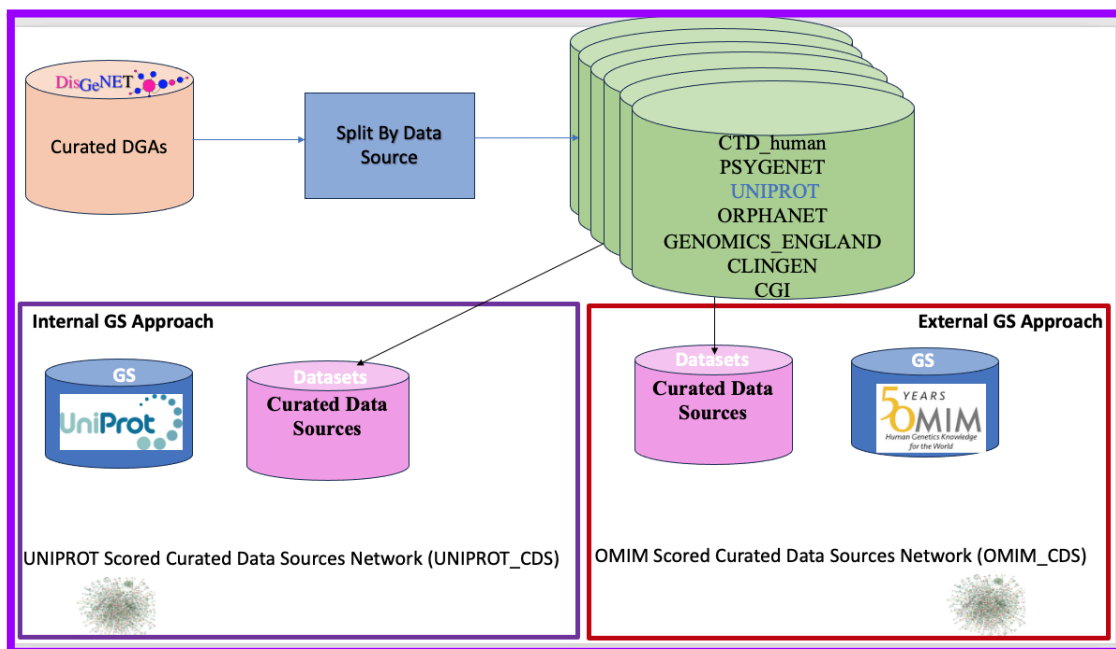 DisGeNET
Curated DGAs
Split By Data
Source
CTD_human
PSYGENET
UNIPROT
ORPHANET
GENOMICS_ENGLAND
CLINGEN
CGI
Internal GS Approach
GS
UniProt
Datasets
Curated Data
Sources
External GS Approach
Datasets
Curated Data
Sources
GS
50 YEARS
OMIM
Human Genetics Knowledge
for the World
UNIPROT Scored Curated Data Sources Network (UNIPROT_CDS)
OMIM Scored Curated Data Sources Network (OMIM_CDS)